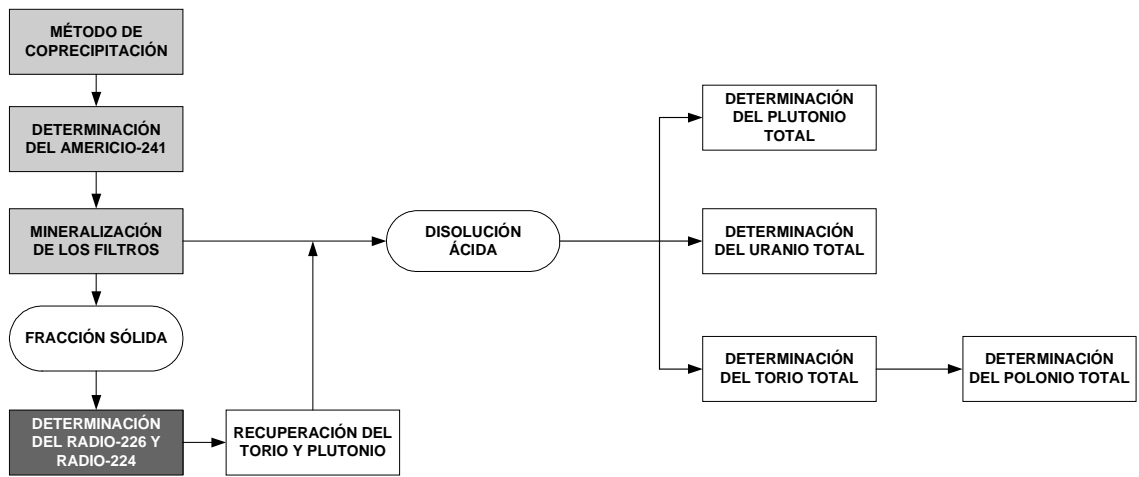 MÉTODO DE
COPRECIPITACIÓN
DETERMINACIÓN
DEL AMERICIO-241
MINERALIZACIÓN
DE LOS FILTROS
FRACCIÓN SÓLIDA
DETERMINACIÓN
DEL RADIO-226 Y
RADIO-224
RECUPERACIÓN DEL
TORIO Y PLUTONIO
DISOLUCIÓN
ÁCIDA
DETERMINACIÓN
DEL PLUTONIO
TOTAL
DETERMINACIÓN
DEL URANIO TOTAL
DETERMINACIÓN
DEL TORIO TOTAL
DETERMINACIÓN
DEL POLONIO TOTAL